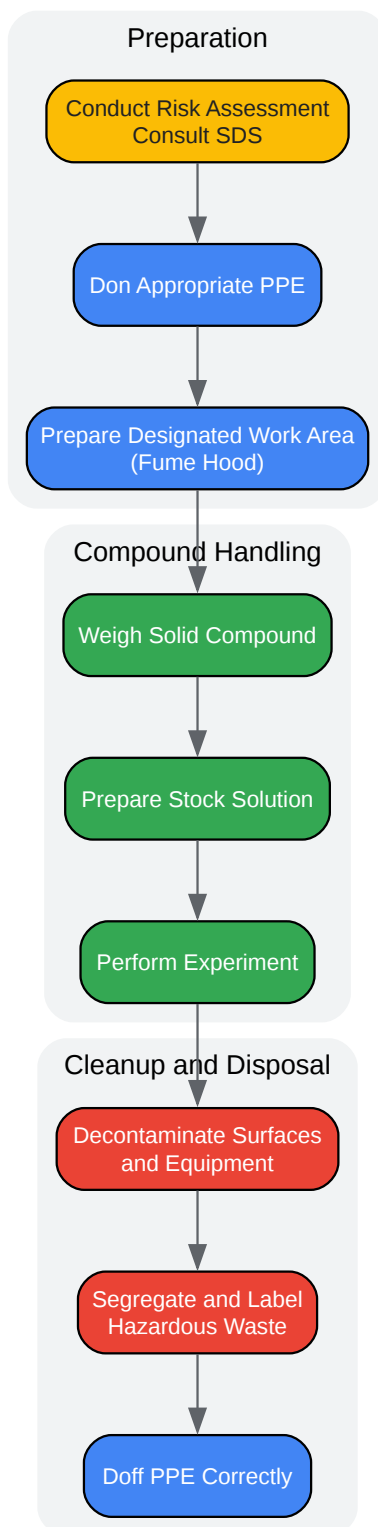 Preparation
Conduct Risk Assessment
Consult SDS
Don Appropriate PPE
Prepare Designated Work Area
(Fume Hood)
Compound Handling
Weigh Solid Compound
Prepare Stock Solution
Perform Experiment
Cleanup and Disposal
Decontaminate Surfaces
and Equipment
Segregate and Label
Hazardous Waste
Doff PPE Correctly